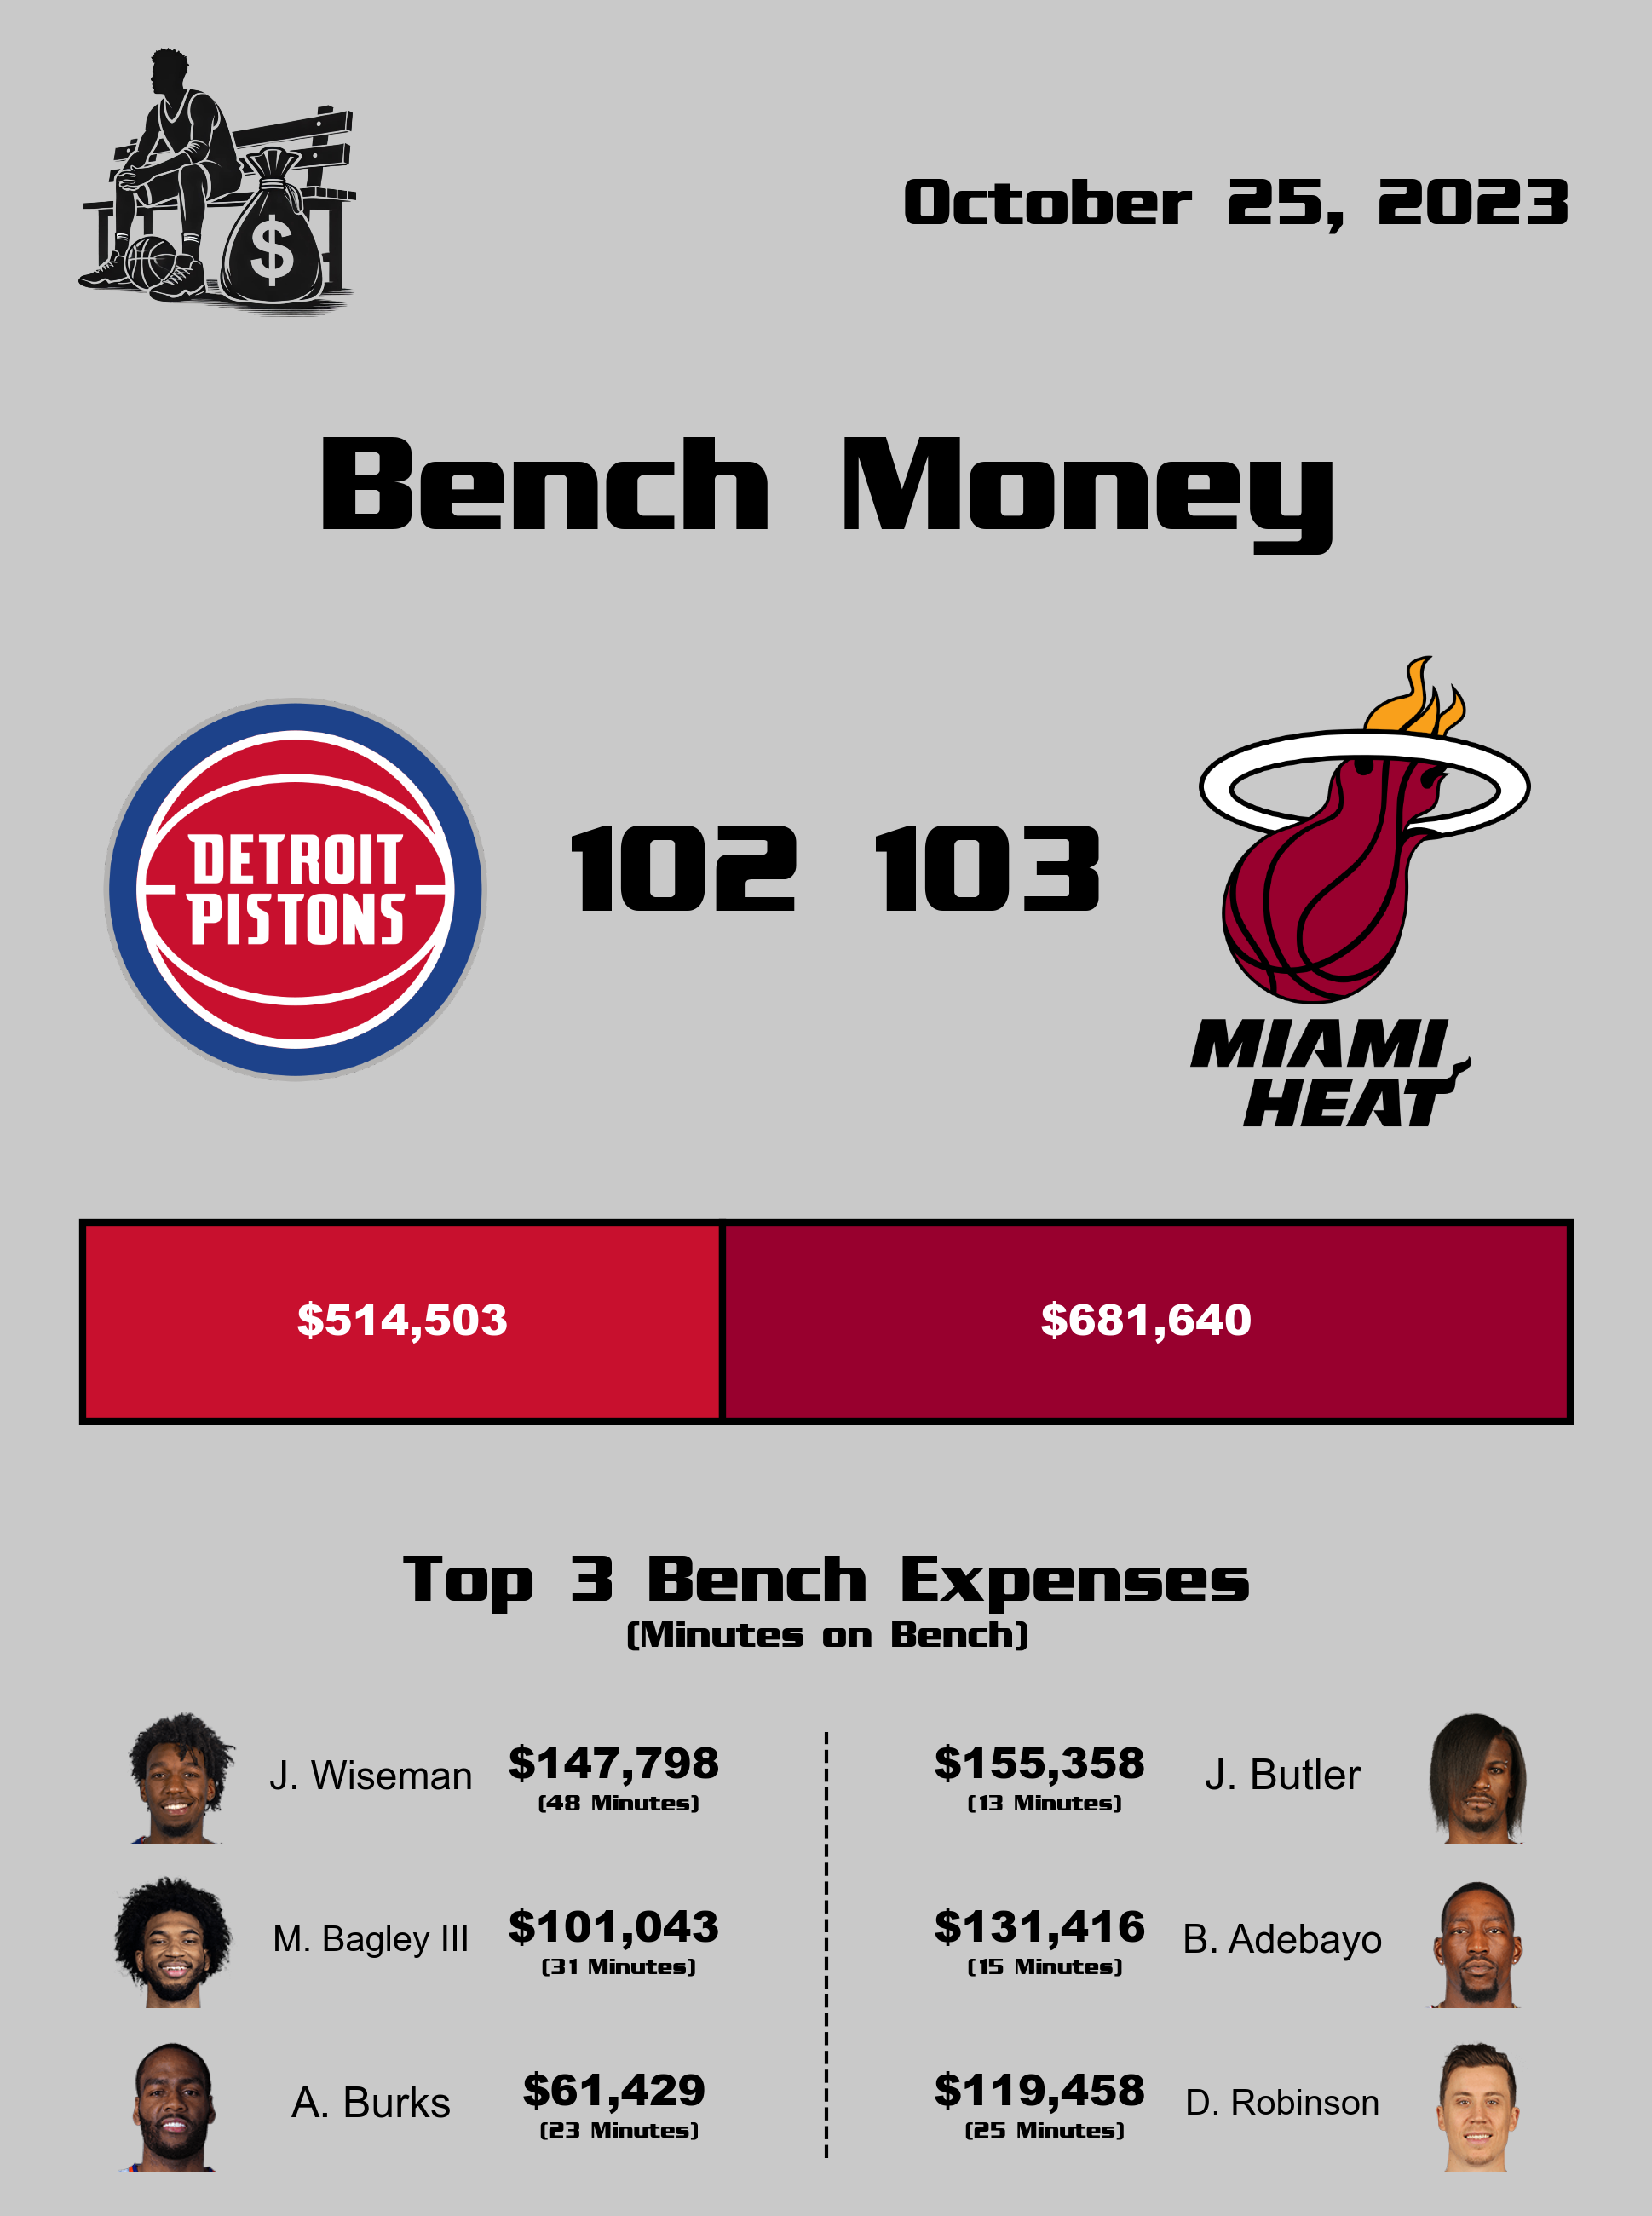 $
October 25, 2023
Bench Money
DETROIT
PISTONS
102 103
MIAMI
HEAT
$514,503 $681,640
Top 3 Bench Expenses
(Minutes on Bench)
J. Wiseman $147,798 $155,358 J. Butler
(48 Minutes) (13 Minutes)
M. Bagley III $101,043 $131,416 B. Adebayo
(31 Minutes) (15 Minutes)
A. Burks $61,429 $119,458 D. Robinson
(23 Minutes) (25 Minutes)